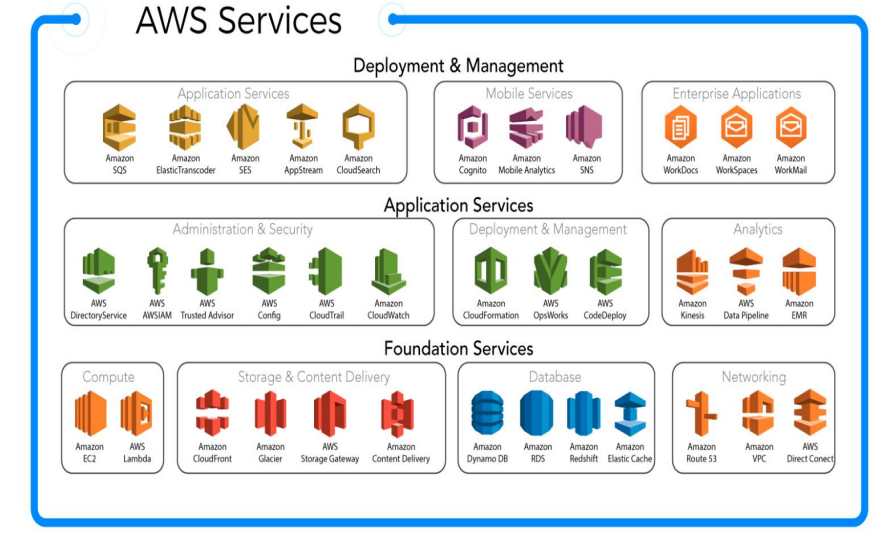 AWS Services
Deployment & Management
Application Services
Mobile Services
Enterprise Applications
Amazon
SQS
Amazon
ElasticTranscoder
Amazon
SES
Amazon
AppStream
Amazon
CloudSearch
Amazon
Cognito
Amazon
Mobile Analytics
Amazon
SNS
Amazon
WorkDocs
Amazon
WorkSpaces
Amazon
WorkMail
Application Services
Administration & Security
Deployment & Management
Analytics
AWS
DirectoryService
AWS
AWSIAM
AWS
Trusted Advisor
AWS
Config
AWS
CloudTrail
Amazon
CloudWatch
Amazon
CloudFormation
AWS
OpsWorks
AWS
CodeDeploy
Amazon
Kinesis
AWS
Data Pipeline
Amazon
EMR
Foundation Services
Compute
Storage & Content Delivery
Database
Networking
Amazon
EC2
AWS
Lambda
Amazon
CloudFront
Amazon
Glacier
AWS
Storage Gateway
Amazon
Content Delivery
Amazon
Dynamo DB
Amazon
RDS
Amazon
Redshift
Amazon
Elastic Cache
Amazon
Route 53
Amazon
VPC
AWS
Direct Conect